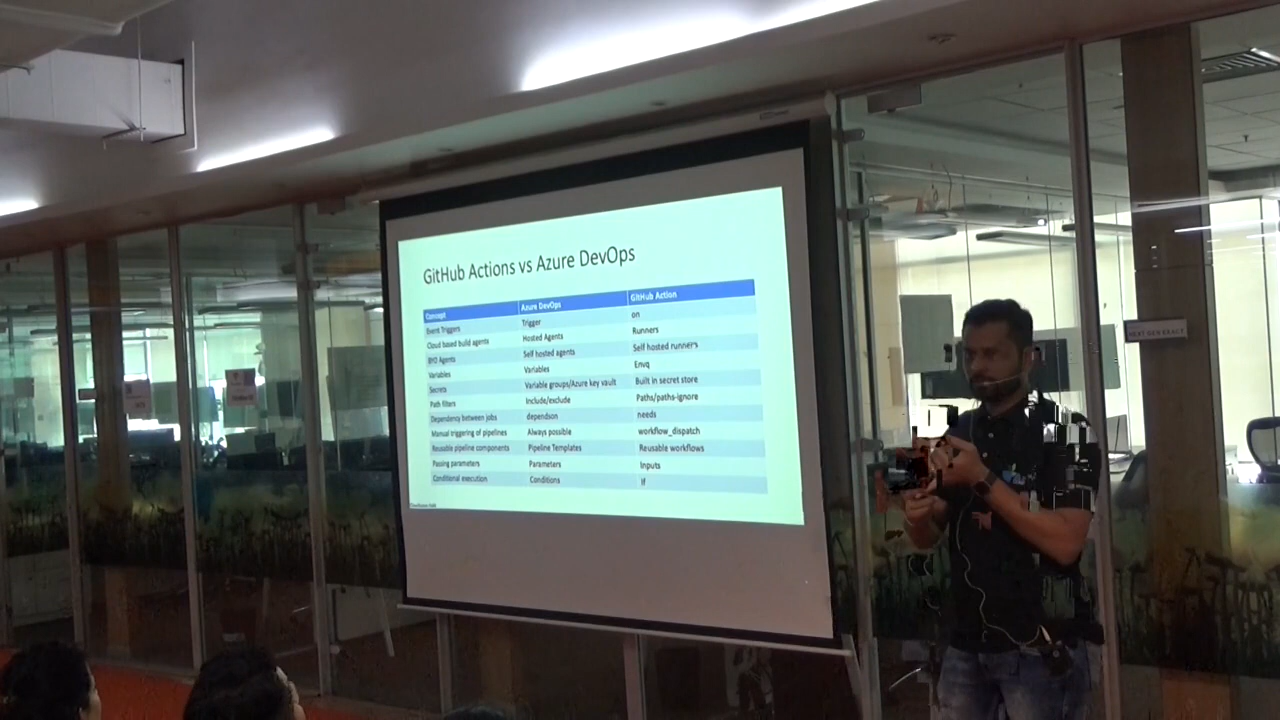 GitHub Actions vs Azure DevOps
Concept Azure DevOps GitHub Action
Event Triggers Trigger on
Cloud based build agents Hosted Agents Runners
BYO Agents Self hosted agents Self hosted runners
Variables Variables Envq
Secrets Variable groups/Azure key vault Built in secret store
Path filters Include/exclude Paths/paths-ignore
Dependency between jobs dependson needs
Manual triggering of pipelines Always possible workflow_dispatch
Reusable pipeline components Pipeline Templates Reusable workflows
Passing parameters Parameters Inputs
Conditional execution Conditions If
NEXT GEN EXACT